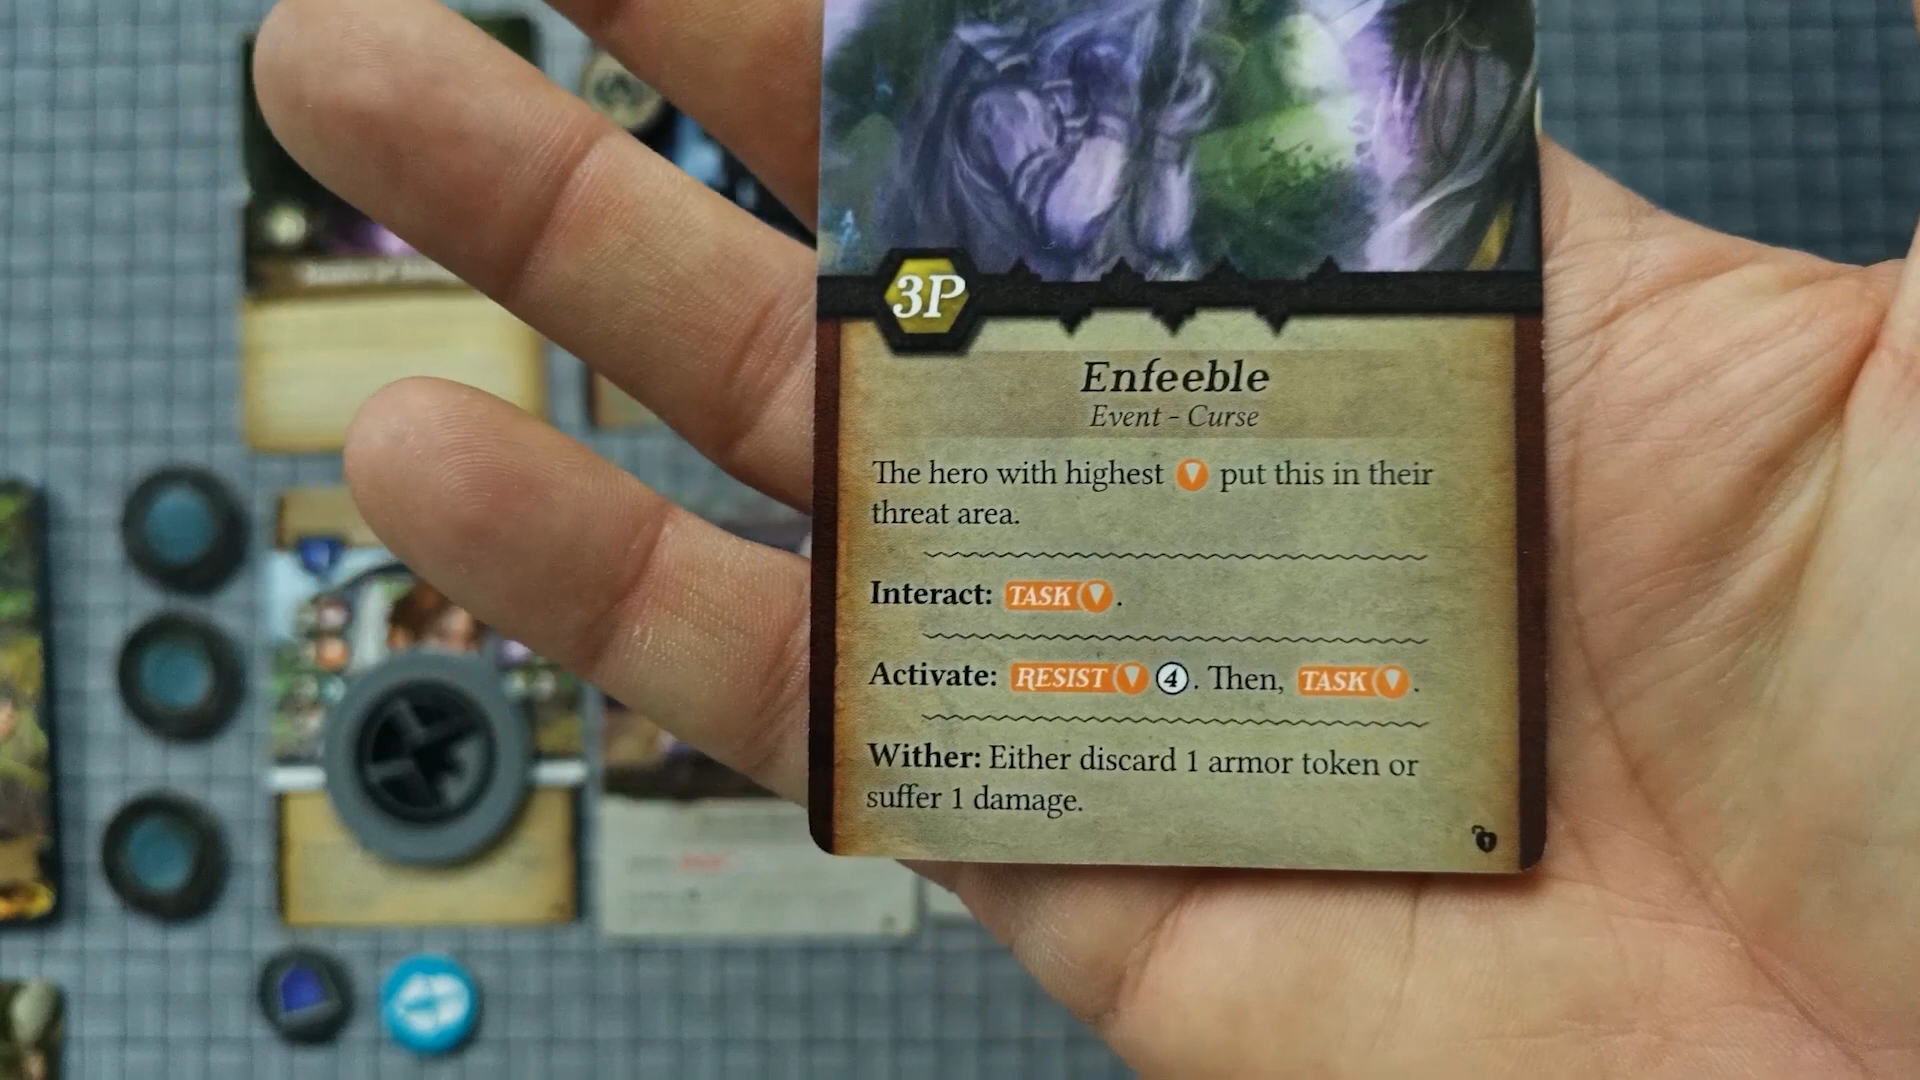 3P
Enfeeble
Event - Curse
The hero with highest put this in their
threat area.
Interact: TASK .
Activate: RESIST 4. Then, TASK .
Wither: Either discard 1 armor token or
suffer 1 damage.
1